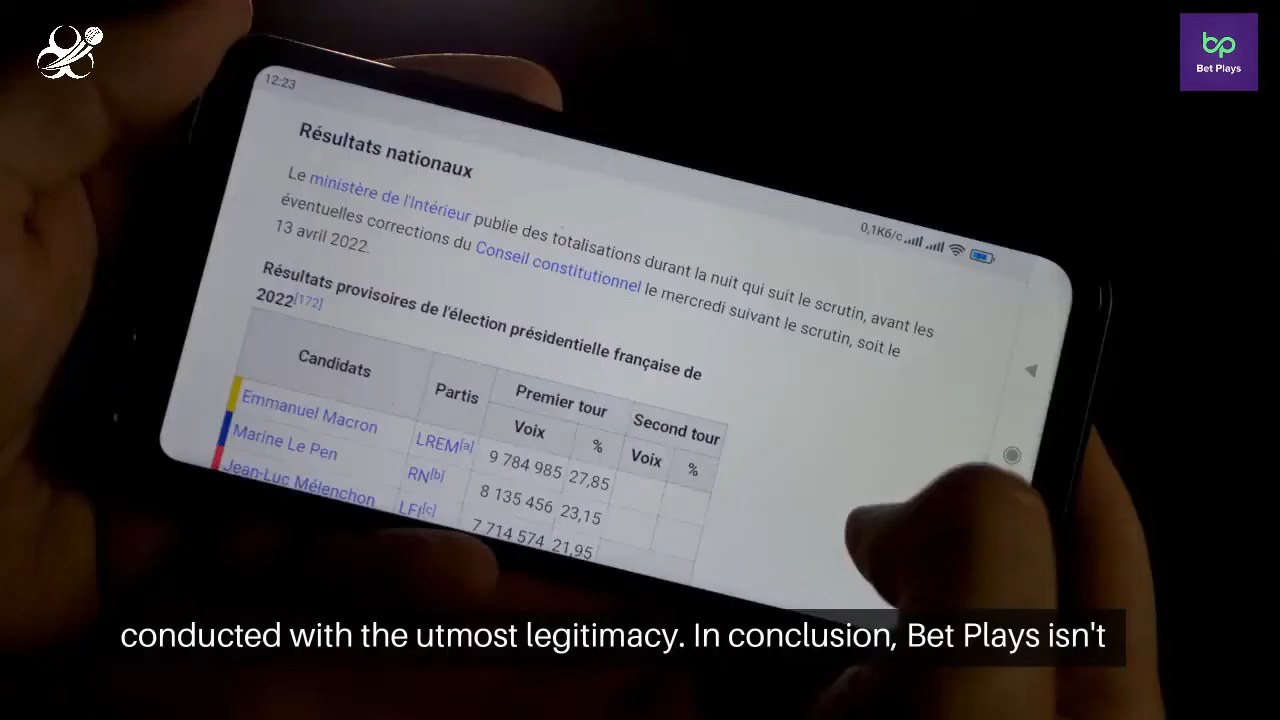 bp
Bet Plays
12:23
0,1Кб/с
Résultats nationaux
Le ministère de l'Intérieur publie des totalisations durant la nuit qui suit le scrutin, avant les
éventuelles corrections du Conseil constitutionnel le mercredi suivant le scrutin, soit le
13 avril 2022.
Résultats provisoires de l'élection présidentielle française de
2022[172]
Candidats Partis Premier tour Second tour
Voix % Voix %
Emmanuel Macron LREM[a] 9 784 985 27,85
Marine Le Pen RN[b] 8 135 456 23,15
Jean-Luc Mélenchon LFI[c] 7 714 574 21,95
conducted with the utmost legitimacy. In conclusion, Bet Plays isn't